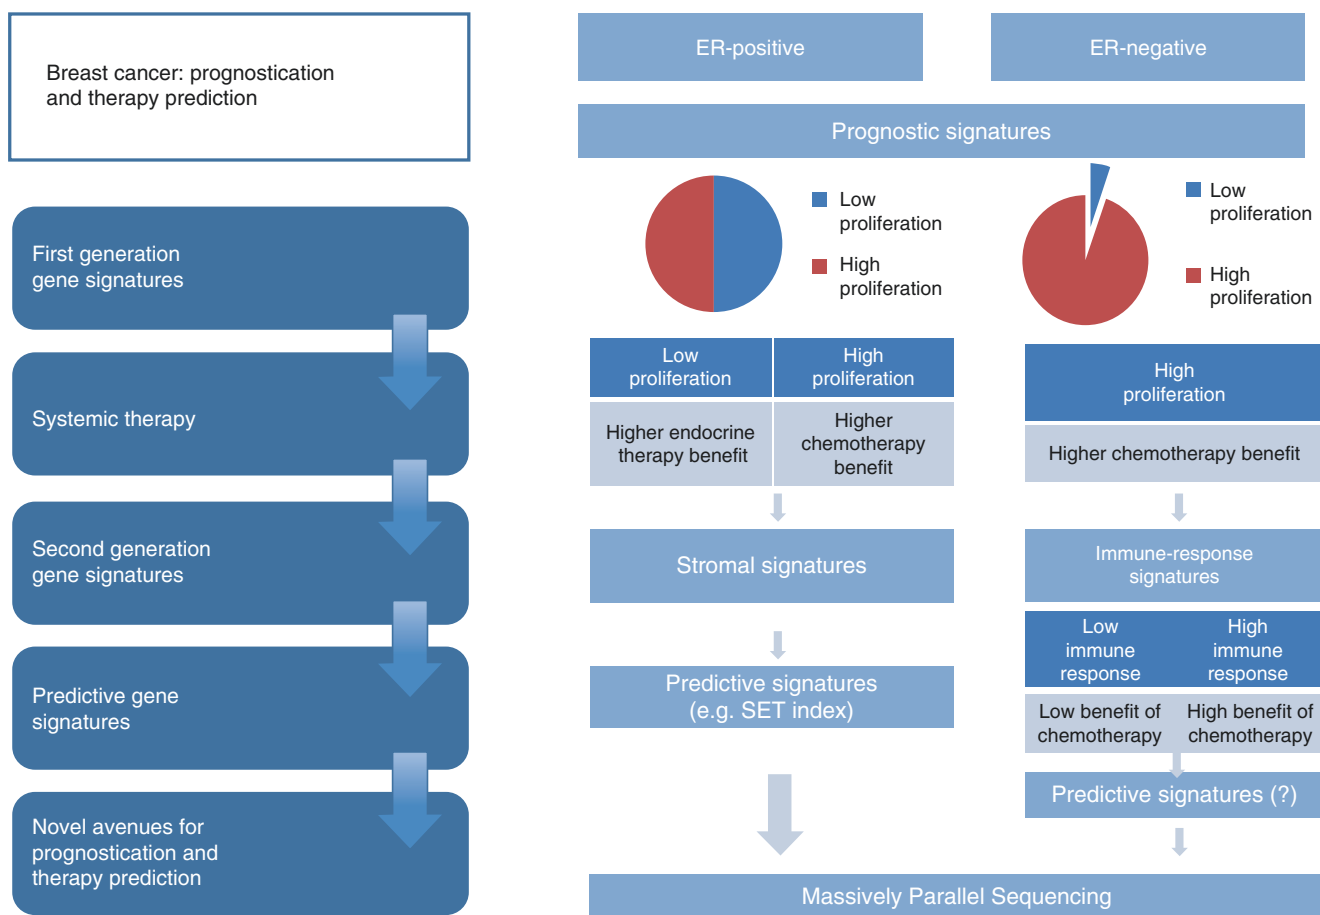 Breast cancer: prognostication
and therapy prediction
First generation
gene signatures
Systemic therapy
Second generation
gene signatures
Predictive gene
signatures
Novel avenues for
prognostication and
therapy prediction
ER-positive
ER-negative
Prognostic signatures
Low
proliferation
High
proliferation
Low
proliferation
High
proliferation
Low
proliferation
High
proliferation
Higher endocrine
therapy benefit
Higher
chemotherapy
benefit
High
proliferation
Higher chemotherapy benefit
Stromal signatures
Immune-response
signatures
Low
immune
response
High
immune
response
Low benefit of
chemotherapy
High benefit of
chemotherapy
Predictive signatures
(e.g. SET index)
Predictive signatures (?)
Massively Parallel Sequencing